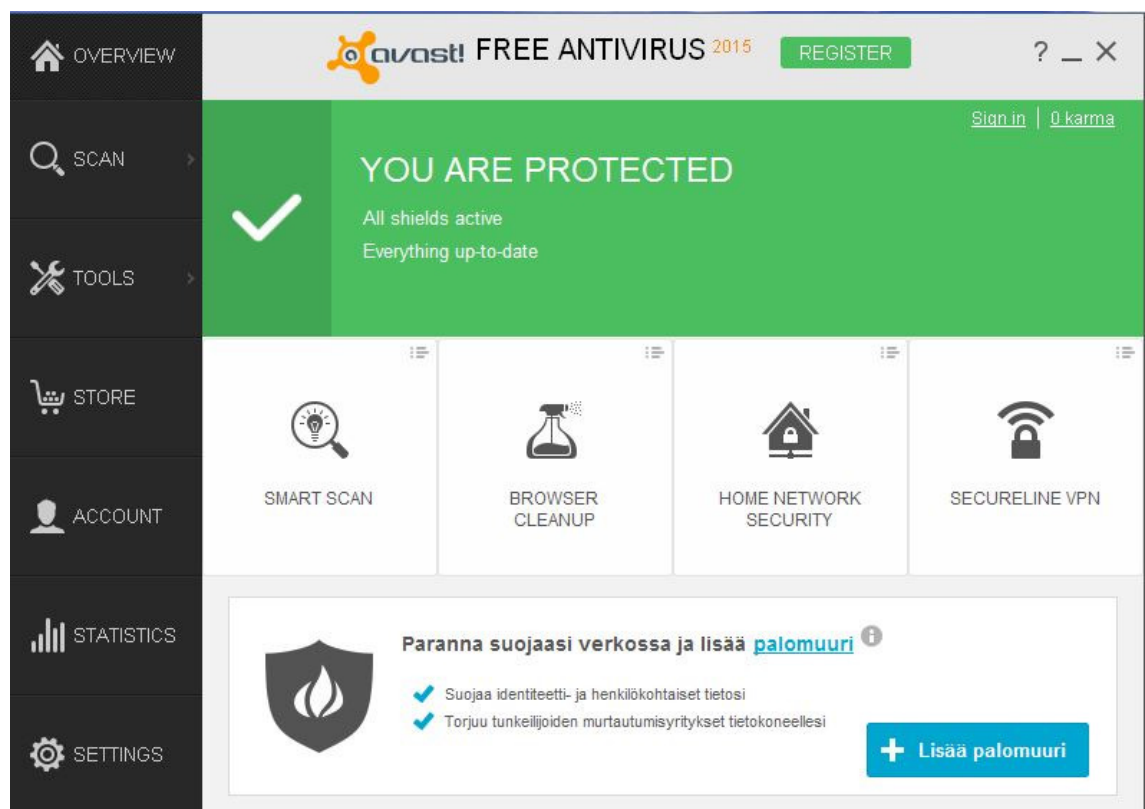 OVERVIEW
avast! FREE ANTIVIRUS 2015 REGISTER ? _ X
Sign in | 0 karma
SCAN
YOU ARE PROTECTED
All shields active
Everything up-to-date
TOOLS
STORE
SMART SCAN
BROWSER
CLEANUP
HOME NETWORK
SECURITY
SECURELINE VPN
ACCOUNT
STATISTICS
Paranna suojaasi verkossa ja lisää palomuuri
Suojaa identiteetti- ja henkilökohtaiset tietosi
Torjuu tunkeilijoiden murtautumisyritykset tietokoneellesi
+ Lisää palomuuri
SETTINGS